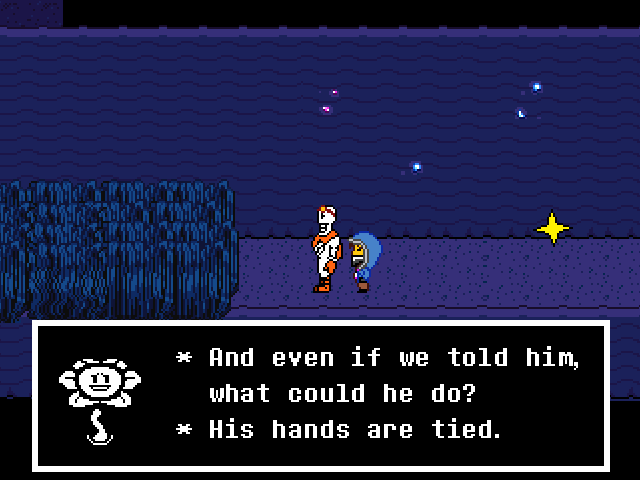 * And even if we told him,
what could he do?
* His hands are tied.